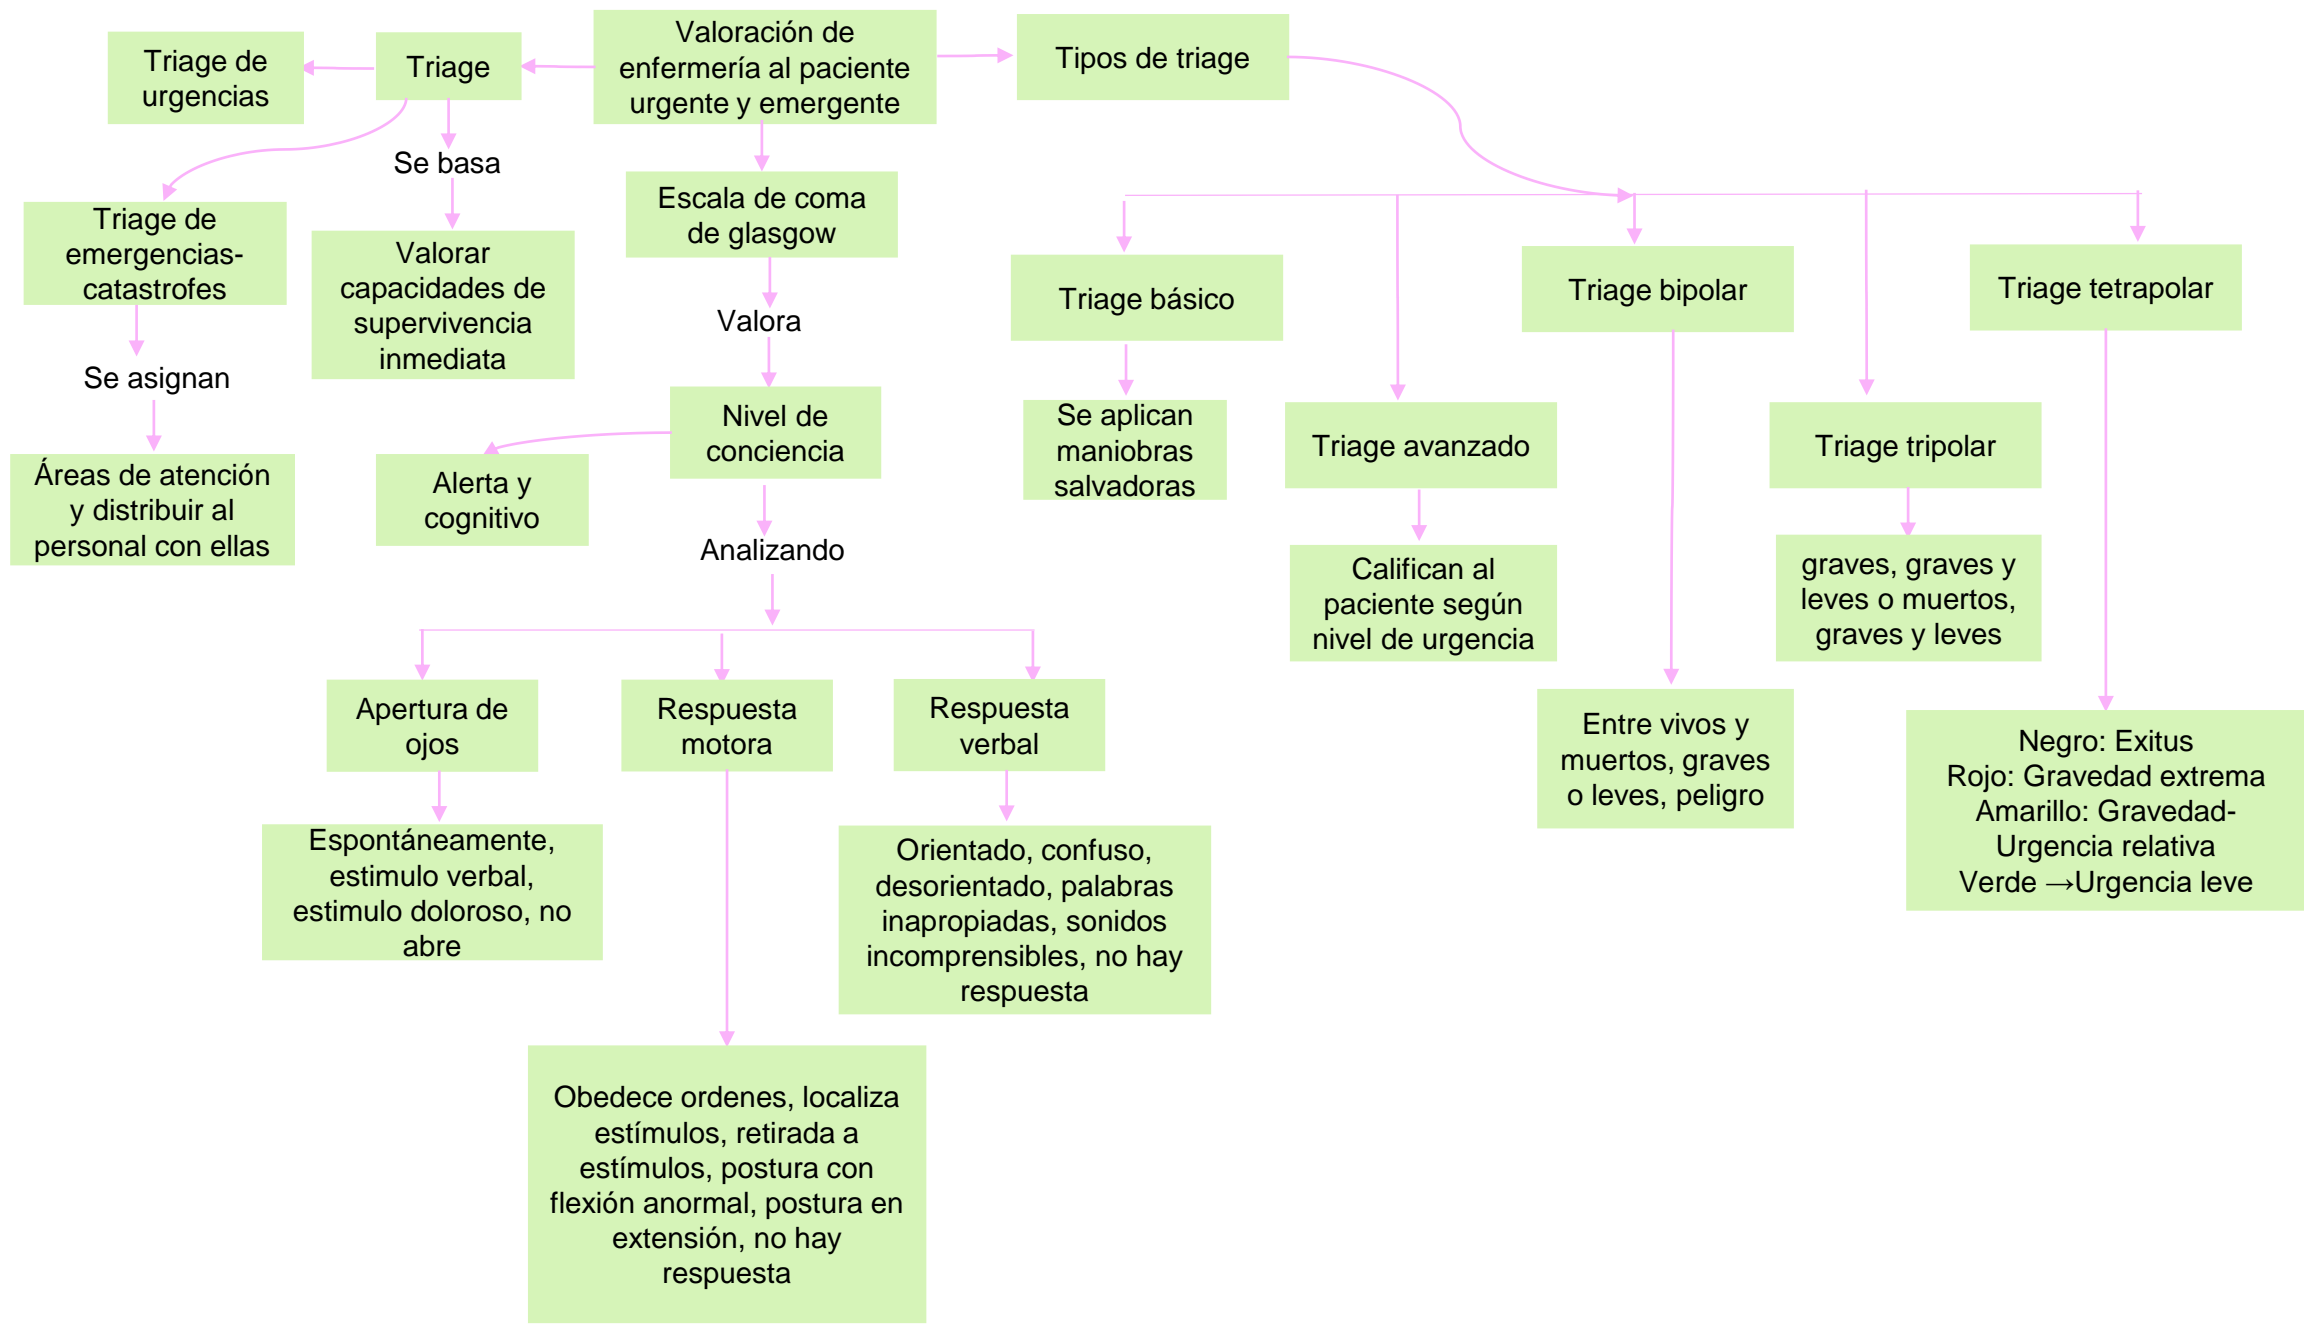 Valoración de
enfermería al paciente
urgente y emergente
Triage
Triage de
urgencias
Tipos de triage
Se basa
Valorar
capacidades de
supervivencia
inmediata
Triage de
emergencias-
catastrofes
Se asignan
Áreas de atención
y distribuir al
personal con ellas
Escala de coma
de glasgow
Valora
Nivel de
conciencia
Alerta y
cognitivo
Analizando
Apertura de
ojos
Espontáneamente,
estimulo verbal,
estimulo doloroso, no
abre
Respuesta
motora
Obedece ordenes, localiza
estímulos, retirada a
estímulos, postura con
flexión anormal, postura en
extensión, no hay
respuesta
Respuesta
verbal
Orientado, confuso,
desorientado, palabras
inapropiadas, sonidos
incomprensibles, no hay
respuesta
Triage básico
Se aplican
maniobras
salvadoras
Triage avanzado
Califican al
paciente según
nivel de urgencia
Triage bipolar
Entre vivos y
muertos, graves
o leves, peligro
Triage tripolar
graves, graves y
leves o muertos,
graves y leves
Triage tetrapolar
Negro: Exitus
Rojo: Gravedad extrema
Amarillo: Gravedad-
Urgencia relativa
Verde →Urgencia leve